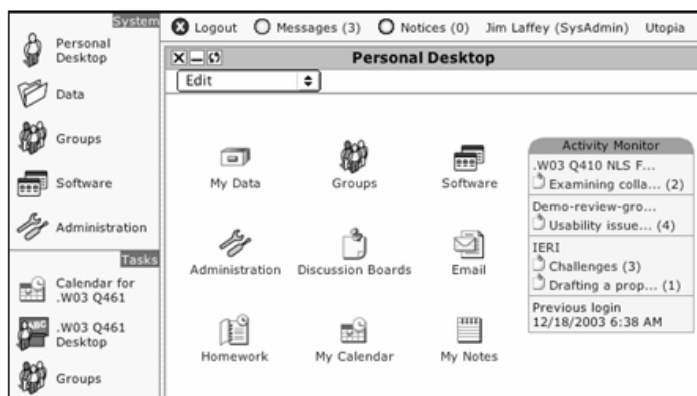 System
Personal
Desktop
Data
Groups
Software
Administration
Tasks
Calendar for
.W03 Q461
.W03 Q461
Desktop
Groups
Logout Messages (3) Notices (0) Jim Laffey (SysAdmin) Utopia
Personal Desktop
Edit
My Data Groups Software
Administration Discussion Boards Email
Homework My Calendar My Notes
Activity Monitor
.W03 Q410 NLS F...
Examining colla... (2)
Demo-review-gro...
Usability issue... (4)
IERI
Challenges (3)
Drafting a prop... (1)
Previous login
12/18/2003 6:38 AM